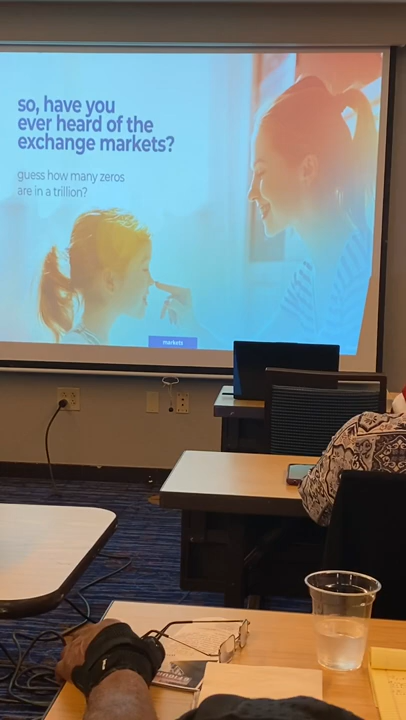 so, have you
ever heard of the
exchange markets?
guess how many zeros
are in a trillion?
markets